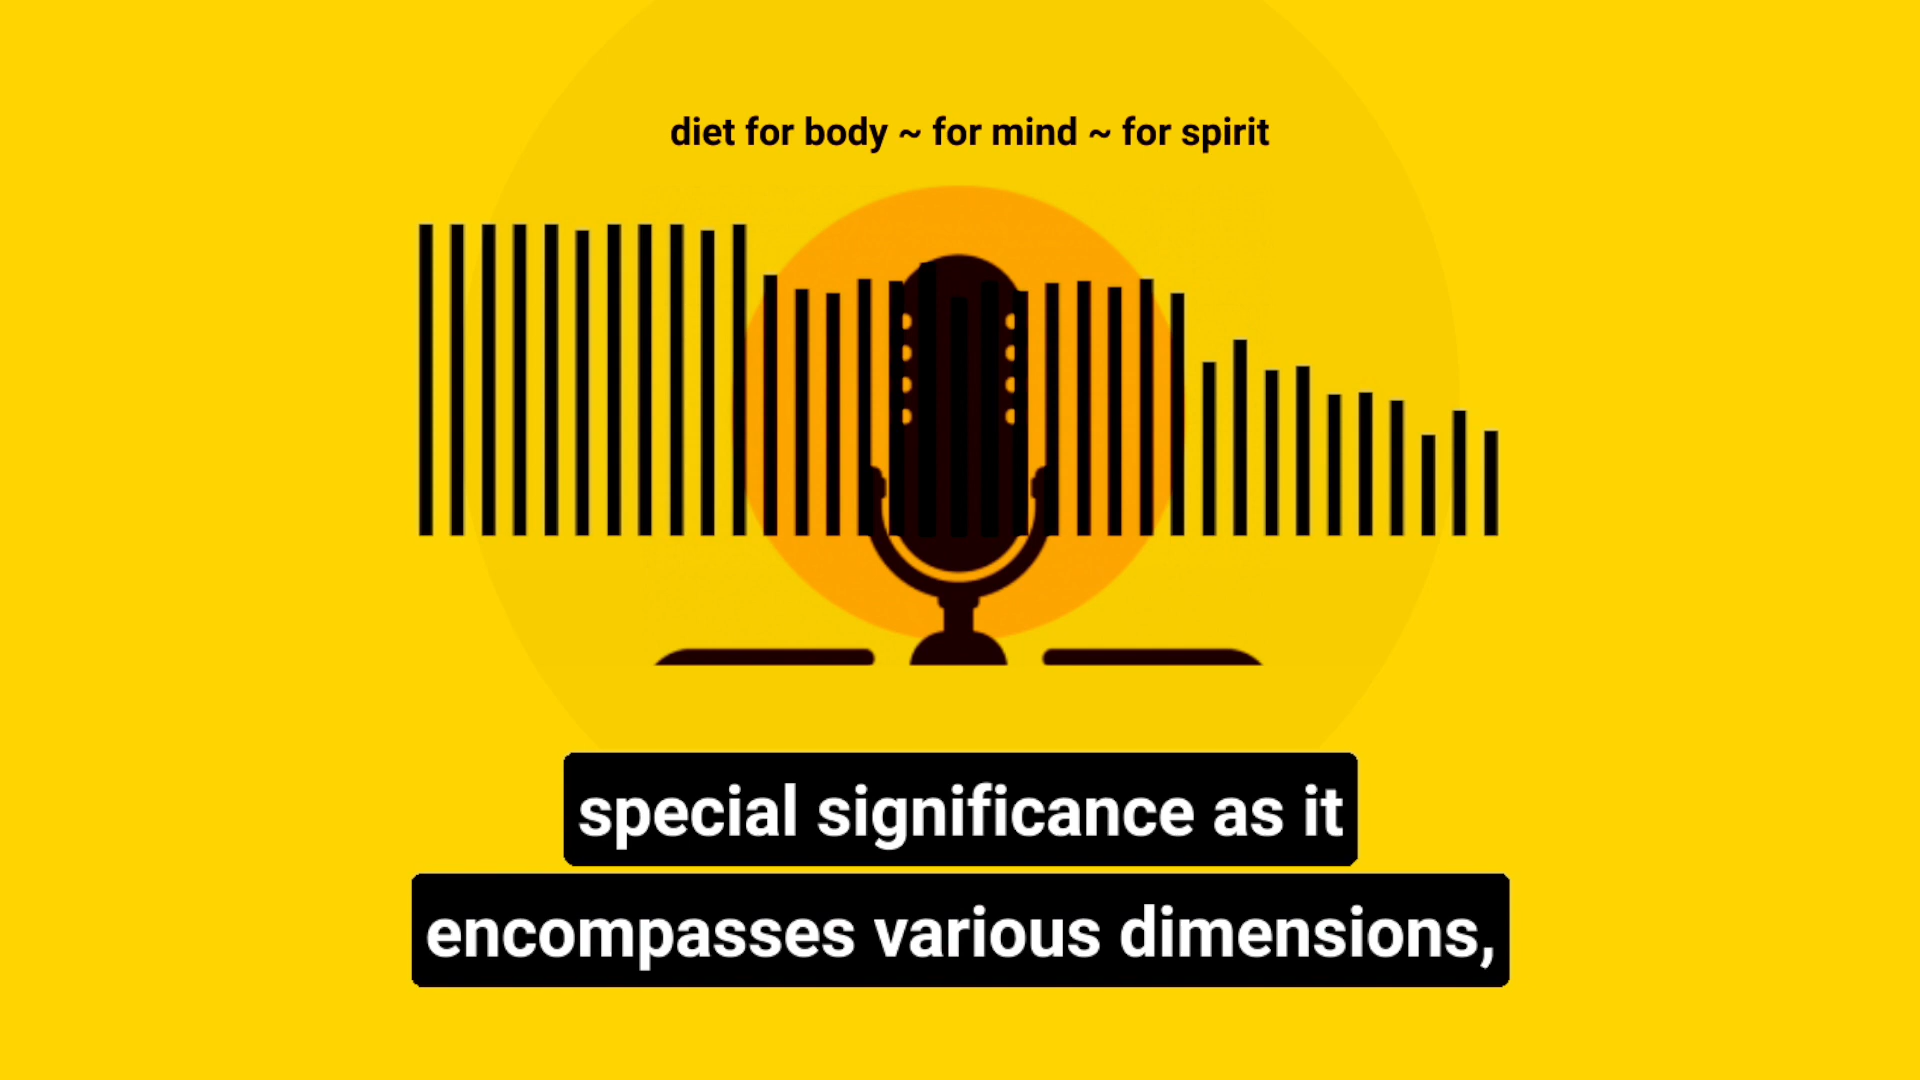 diet for body ~ for mind ~ for spirit
special significance as it
encompasses various dimensions,